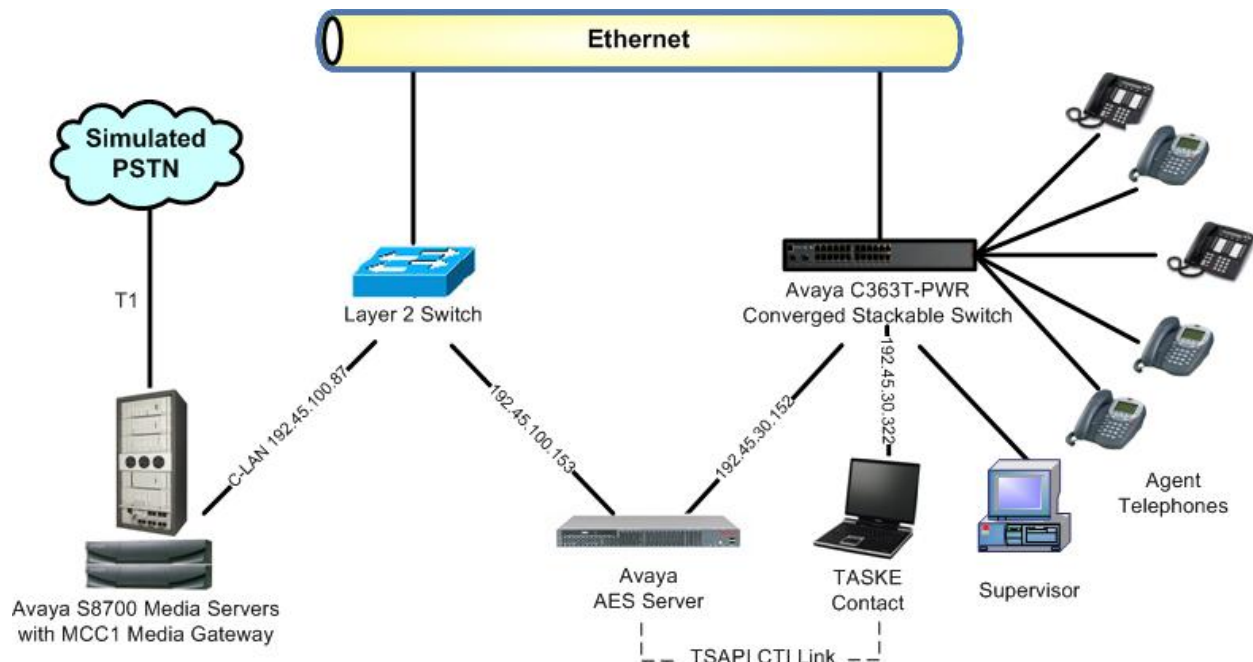 Ethernet
Simulated
PSTN
T1
Layer 2 Switch
Avaya C363T-PWR
Converged Stackable Switch
C-LAN 192.45.100.87
192.45.100.153
192.45.30.152
192.45.30.322
Agent
Telephones
Avaya S8700 Media Servers
with MCC1 Media Gateway
Avaya
AES Server
TASKE
Contact
Supervisor
TSAPI CTI Link